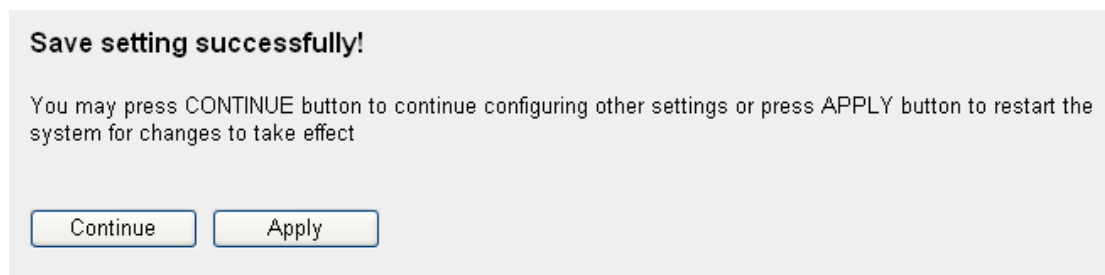 Save setting successfully!
You may press CONTINUE button to continue configuring other settings or press APPLY button to restart the
system for changes to take effect
Continue
Apply